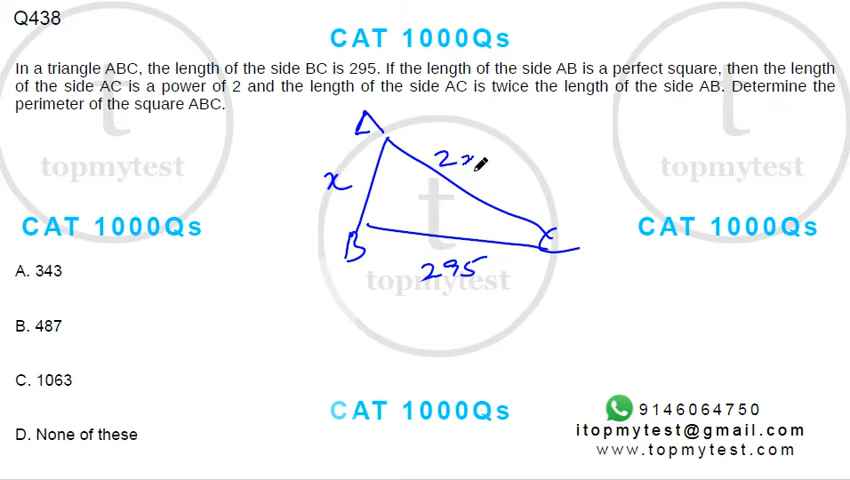 Q438
CAT 1000Qs
In a triangle ABC, the length of the side BC is 295. If the length of the side AB is a perfect square, then the length
of the side AC is a power of 2 and the length of the side AC is twice the length of the side AB. Determine the
perimeter of the square ABC.
A
t
t
t
2x
topmytest
topmytest
x
CAT 1000Qs
CAT 1000Qs
B
C
295
topmytest
A. 343
B. 487
C. 1063
CAT 1000Qs
9146064750
itopmytest@gmail.com
D. None of these
www.topmytest.com